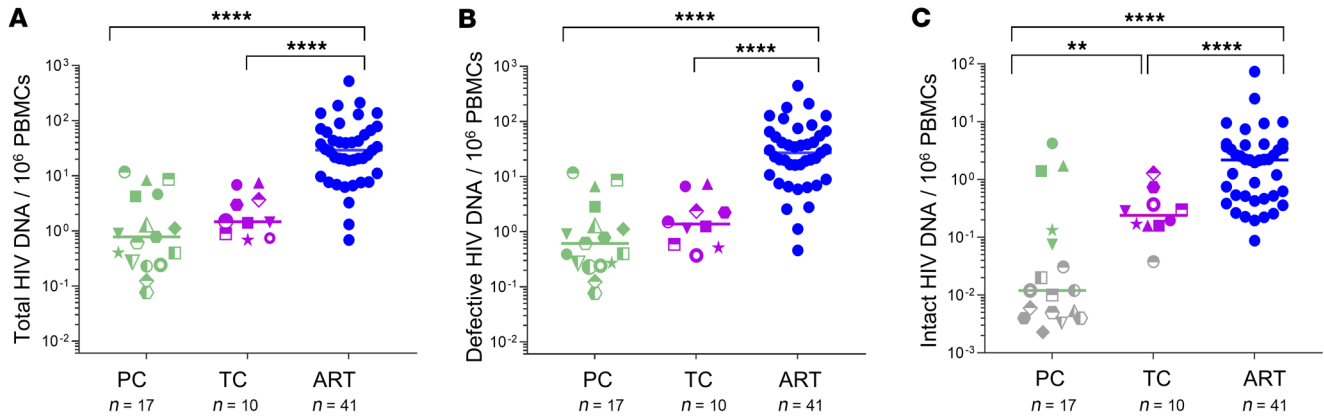 A
****
****
Total HIV DNA / 10⁶ PBMCs
10³
10²
10¹
10⁰
10⁻¹
10⁻²
PC
TC
ART
n = 17
n = 10
n = 41
B
****
****
Defective HIV DNA / 10⁶ PBMCs
10³
10²
10¹
10⁰
10⁻¹
10⁻²
PC
TC
ART
n = 17
n = 10
n = 41
C
****
**
****
Intact HIV DNA / 10⁶ PBMCs
10²
10¹
10⁰
10⁻¹
10⁻²
10⁻³
PC
TC
ART
n = 17
n = 10
n = 41